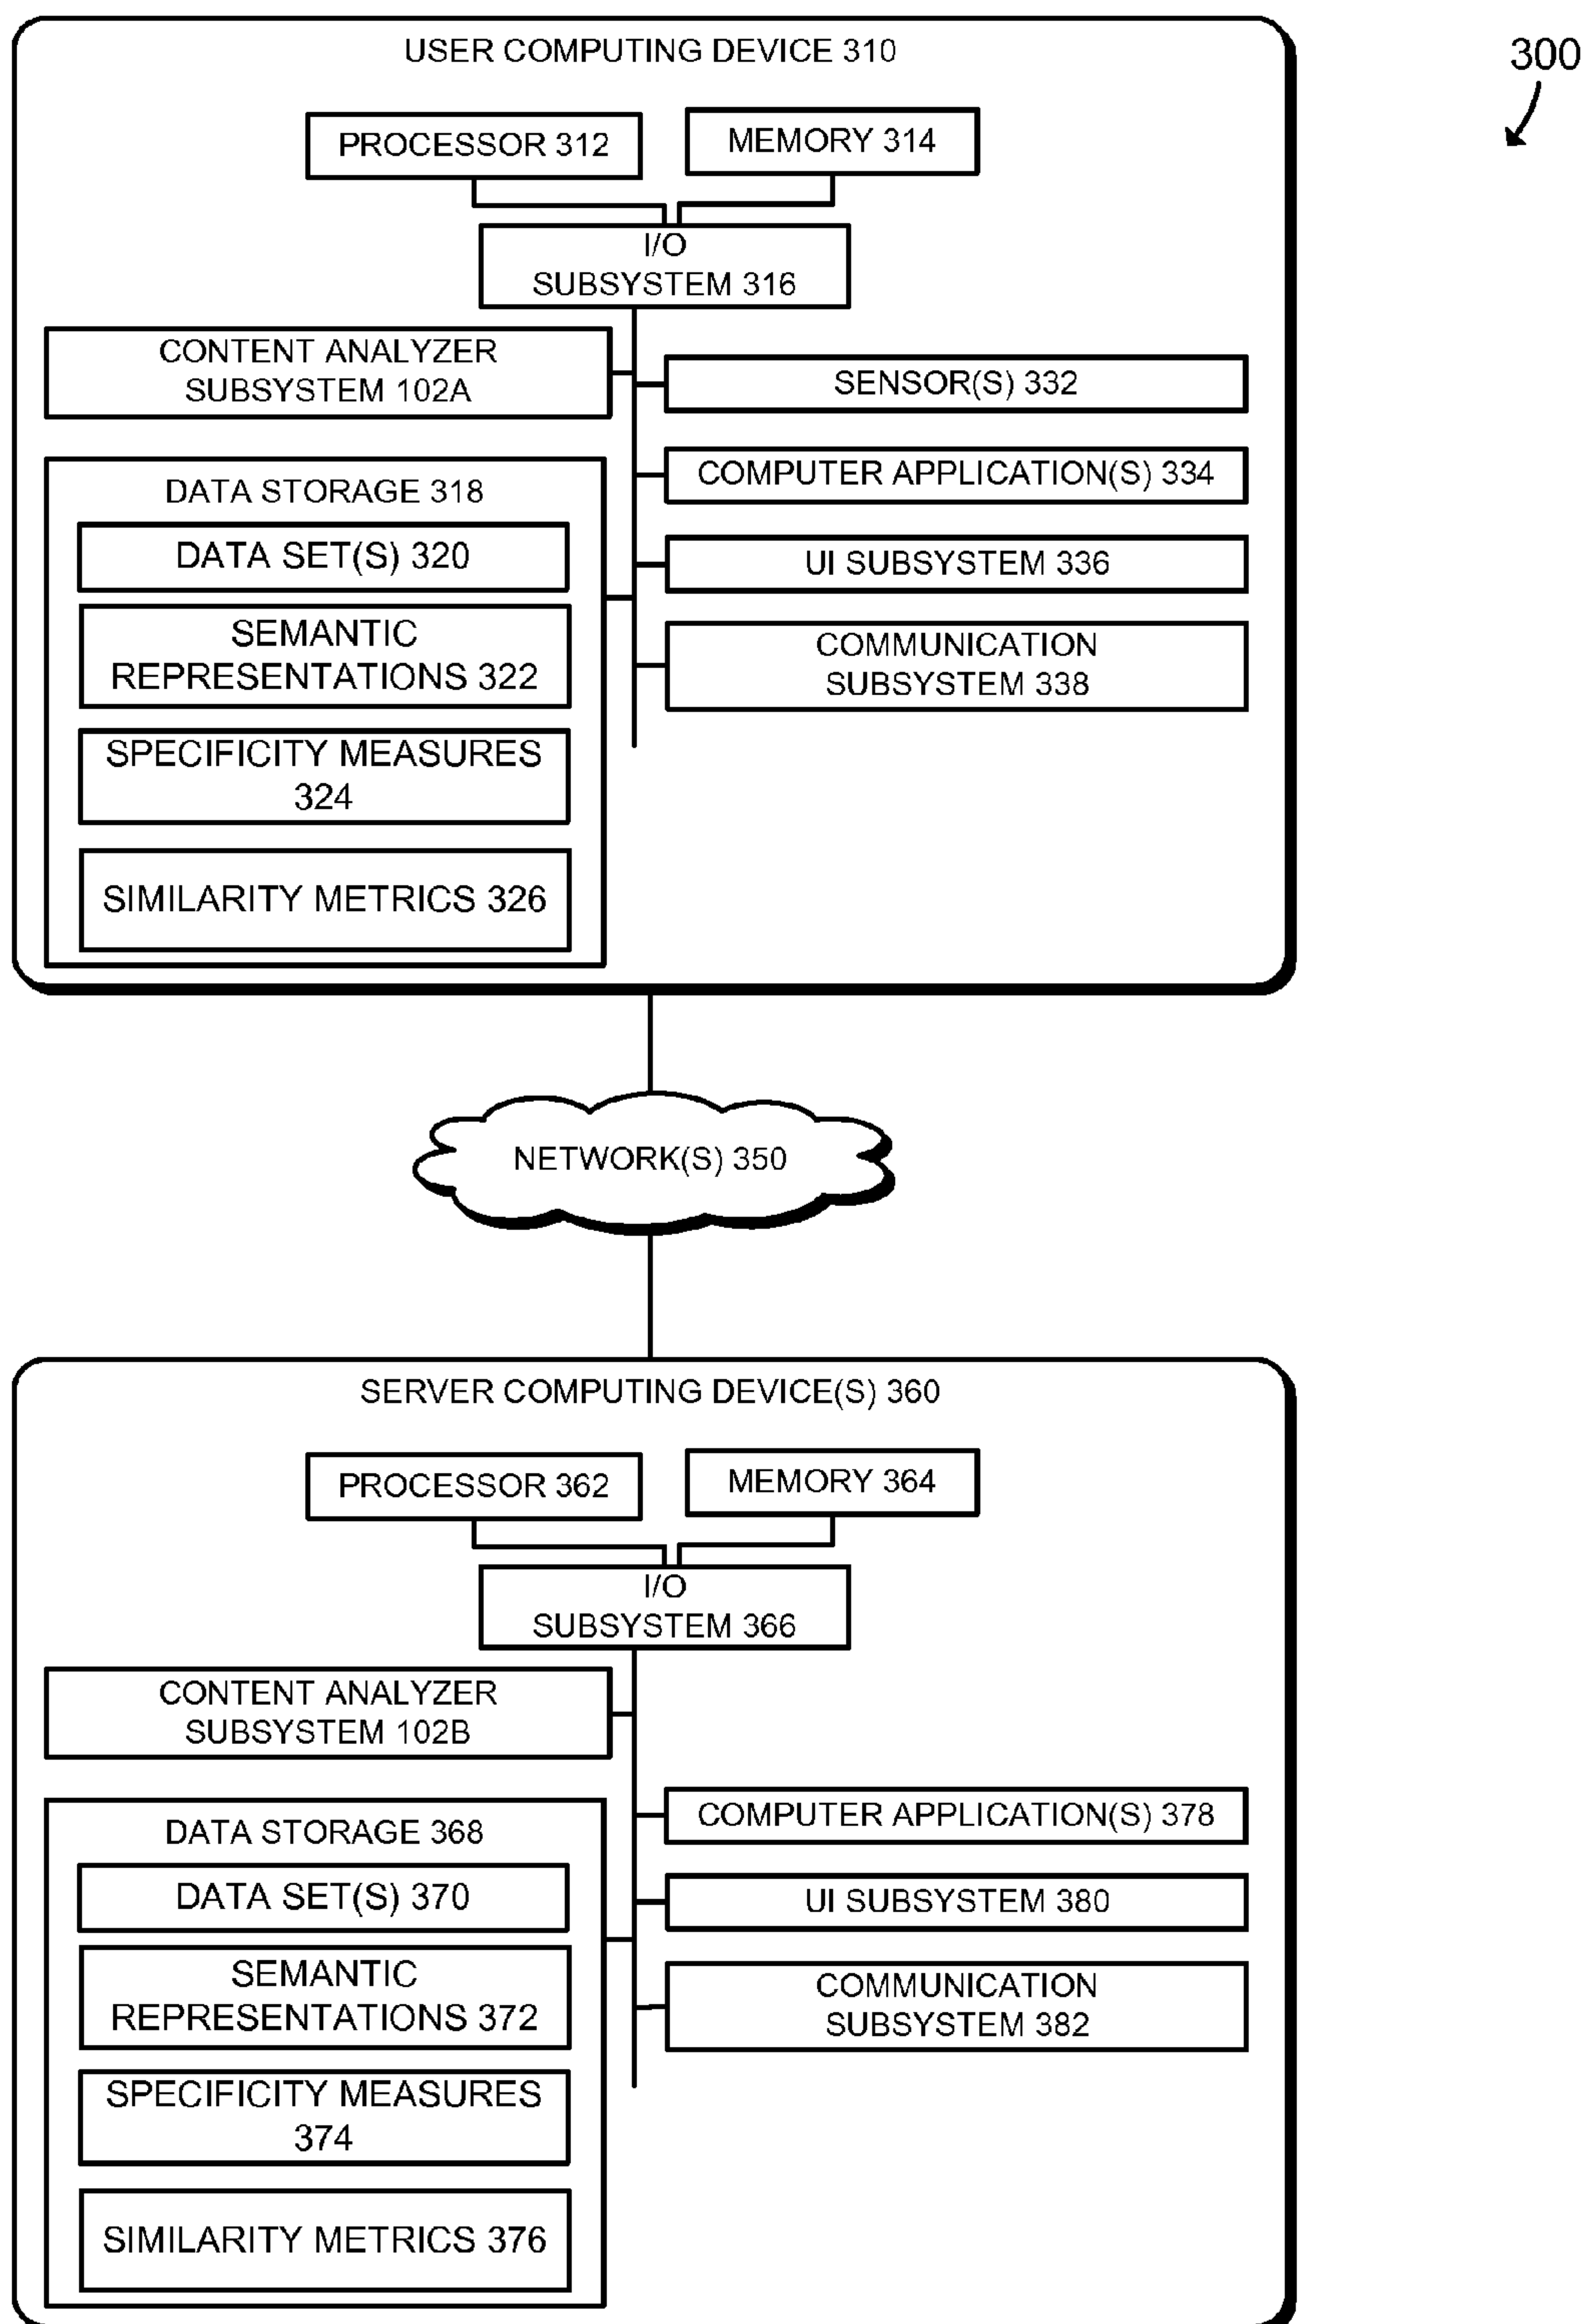 USER COMPUTING DEVICE 310
300
PROCESSOR 312
MEMORY 314
I/O
SUBSYSTEM 316
CONTENT ANALYZER
SUBSYSTEM 102A
SENSOR(S) 332
COMPUTER APPLICATION(S) 334
DATA STORAGE 318
DATA SET(S) 320
UI SUBSYSTEM 336
SEMANTIC
REPRESENTATIONS 322
COMMUNICATION
SUBSYSTEM 338
SPECIFICITY MEASURES
324
SIMILARITY METRICS 326
NETWORK(S) 350
SERVER COMPUTING DEVICE(S) 360
PROCESSOR 362
MEMORY 364
I/O
SUBSYSTEM 366
CONTENT ANALYZER
SUBSYSTEM 102B
COMPUTER APPLICATION(S) 378
DATA STORAGE 368
DATA SET(S) 370
UI SUBSYSTEM 380
SEMANTIC
REPRESENTATIONS 372
COMMUNICATION
SUBSYSTEM 382
SPECIFICITY MEASURES
374
SIMILARITY METRICS 376